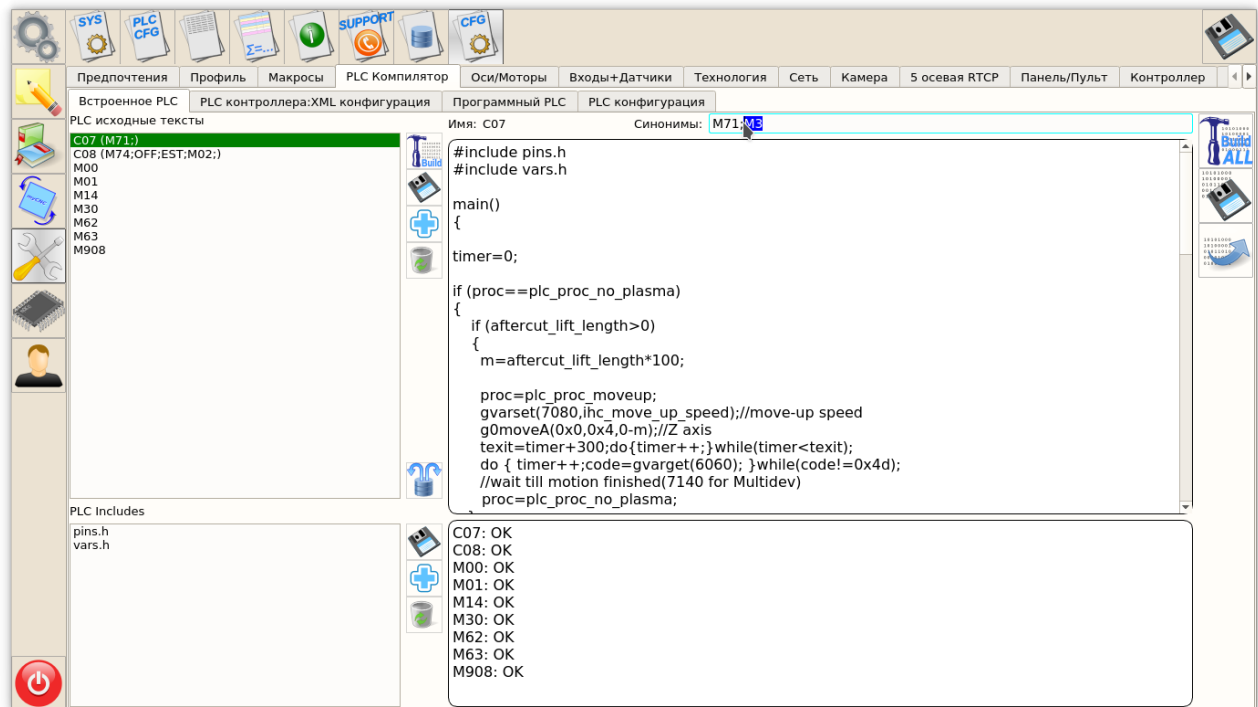 SYS
PLC CFG
Σ=...
SUPPORT
CFG
Предпочтения Профиль Макросы PLC Компилятор Оси/Моторы Входы+Датчики Технология Сеть Камера 5 осевая RTCP Панель/Пульт Контроллер
Встроенное PLC PLC контроллера:XML конфигурация Программный PLC PLC конфигурация
PLC исходные тексты
C07 (M71;)
C08 (M74;OFF;EST;M02;)
M00
M01
M14
M30
M62
M63
M908
PLC Includes
pins.h
vars.h
myCNC
Build
Имя: C07 Синонимы: M71;M3
#include pins.h
#include vars.h
main()
{
timer=0;
if (proc==plc_proc_no_plasma)
{
if (aftercut_lift_length>0)
{
m=aftercut_lift_length*100;
proc=plc_proc_moveup;
gvarset(7080,ihc_move_up_speed);//move-up speed
g0moveA(0x0,0x4,0-m);//Z axis
texit=timer+300;do{timer++;}while(timer<texit);
do { timer++;code=gvarget(6060); }while(code!=0x4d);
//wait till motion finished(7140 for Multidev)
proc=plc_proc_no_plasma;
C07: OK
C08: OK
M00: OK
M01: OK
M14: OK
M30: OK
M62: OK
M63: OK
M908: OK
Build
ALL